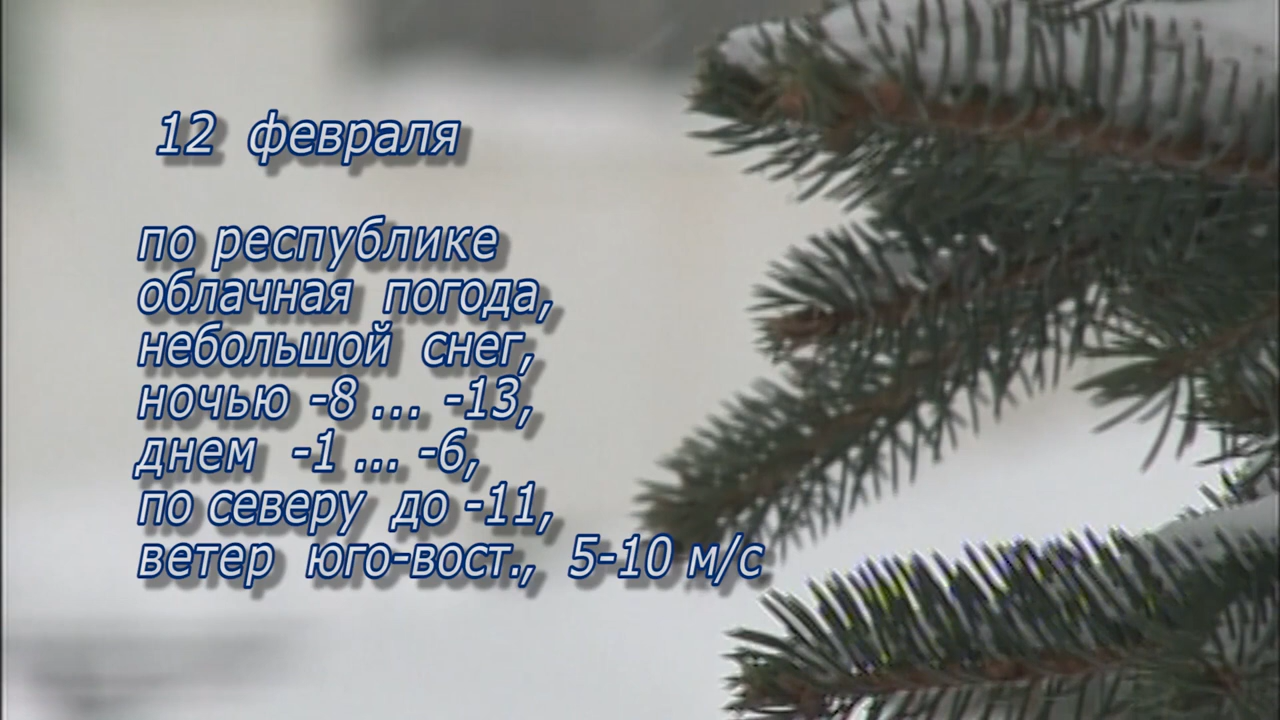 12 февраля
по республике
облачная погода,
небольшой снег,
ночью -8 ... -13,
днем -1 ... -6,
по северу до -11,
ветер юго-вост., 5-10 м/с